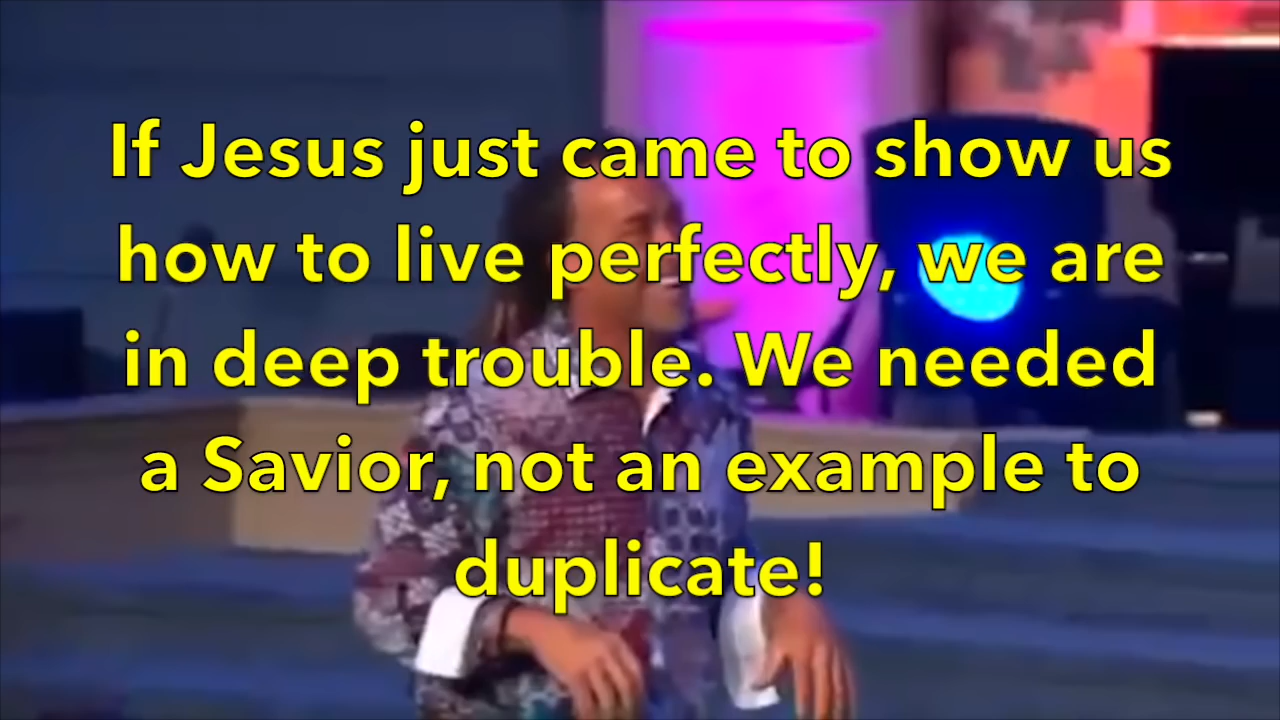 If Jesus just came to show us
how to live perfectly, we are
in deep trouble. We needed
a Savior, not an example to
duplicate!